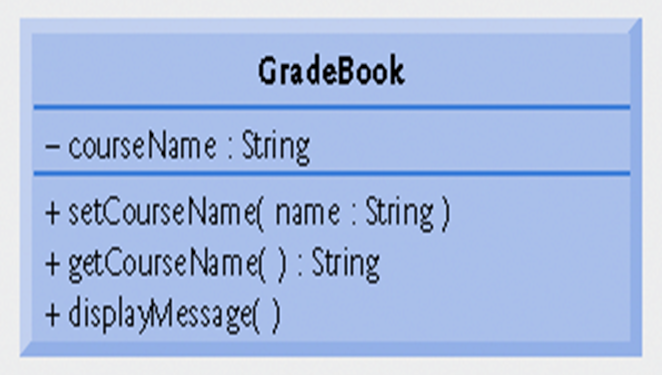 GradeBook
– courseName : String
+ setCourseName( name : String )
+ getCourseName( ) : String
+ displayMessage( )